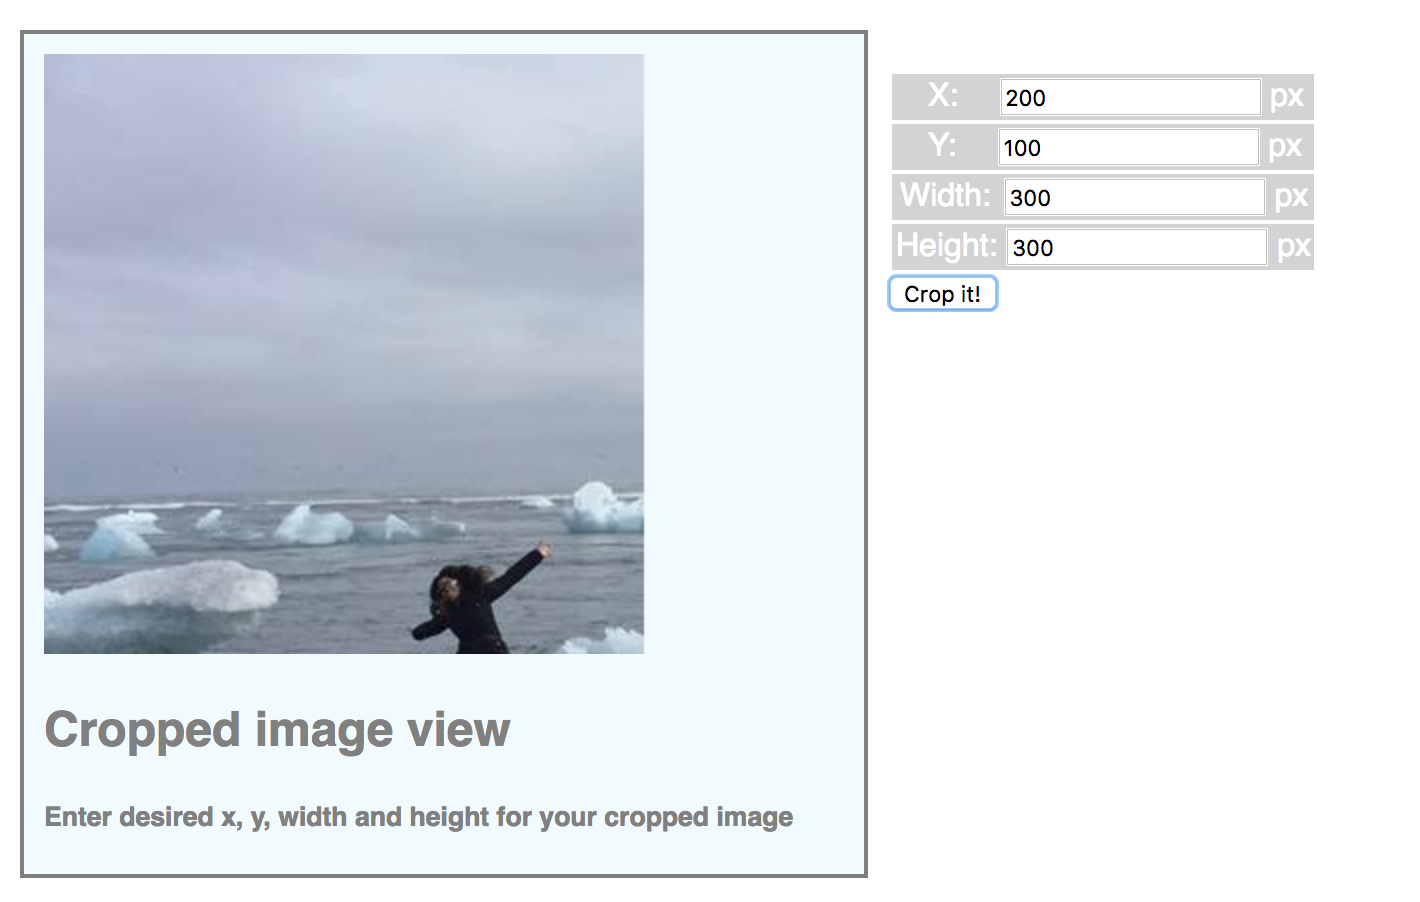 X: 200 px
Y: 100 px
Width: 300 px
Height: 300 px
Crop it!
Cropped image view
Enter desired x, y, width and height for your cropped image